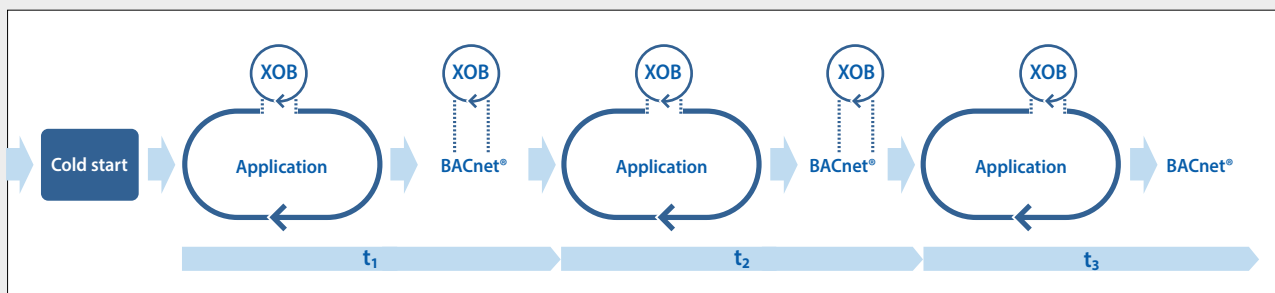 XOB
XOB
XOB
XOB
XOB
Cold start
Application
BACnet®
Application
BACnet®
Application
BACnet®
t₁
t₂
t₃